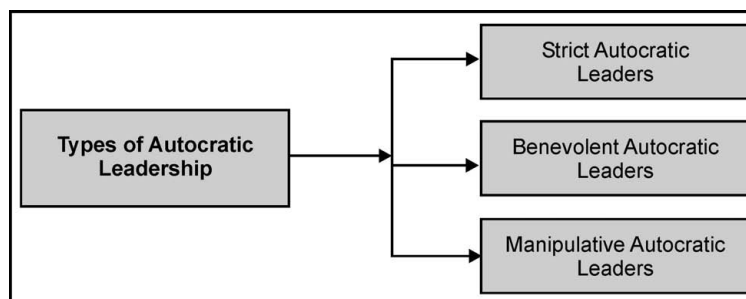 Types of Autocratic
Leadership
Strict Autocratic
Leaders
Benevolent Autocratic
Leaders
Manipulative Autocratic
Leaders